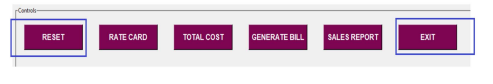 Controls
RESET RATE CARD TOTAL COST GENERATE BILL SALES REPORT EXIT